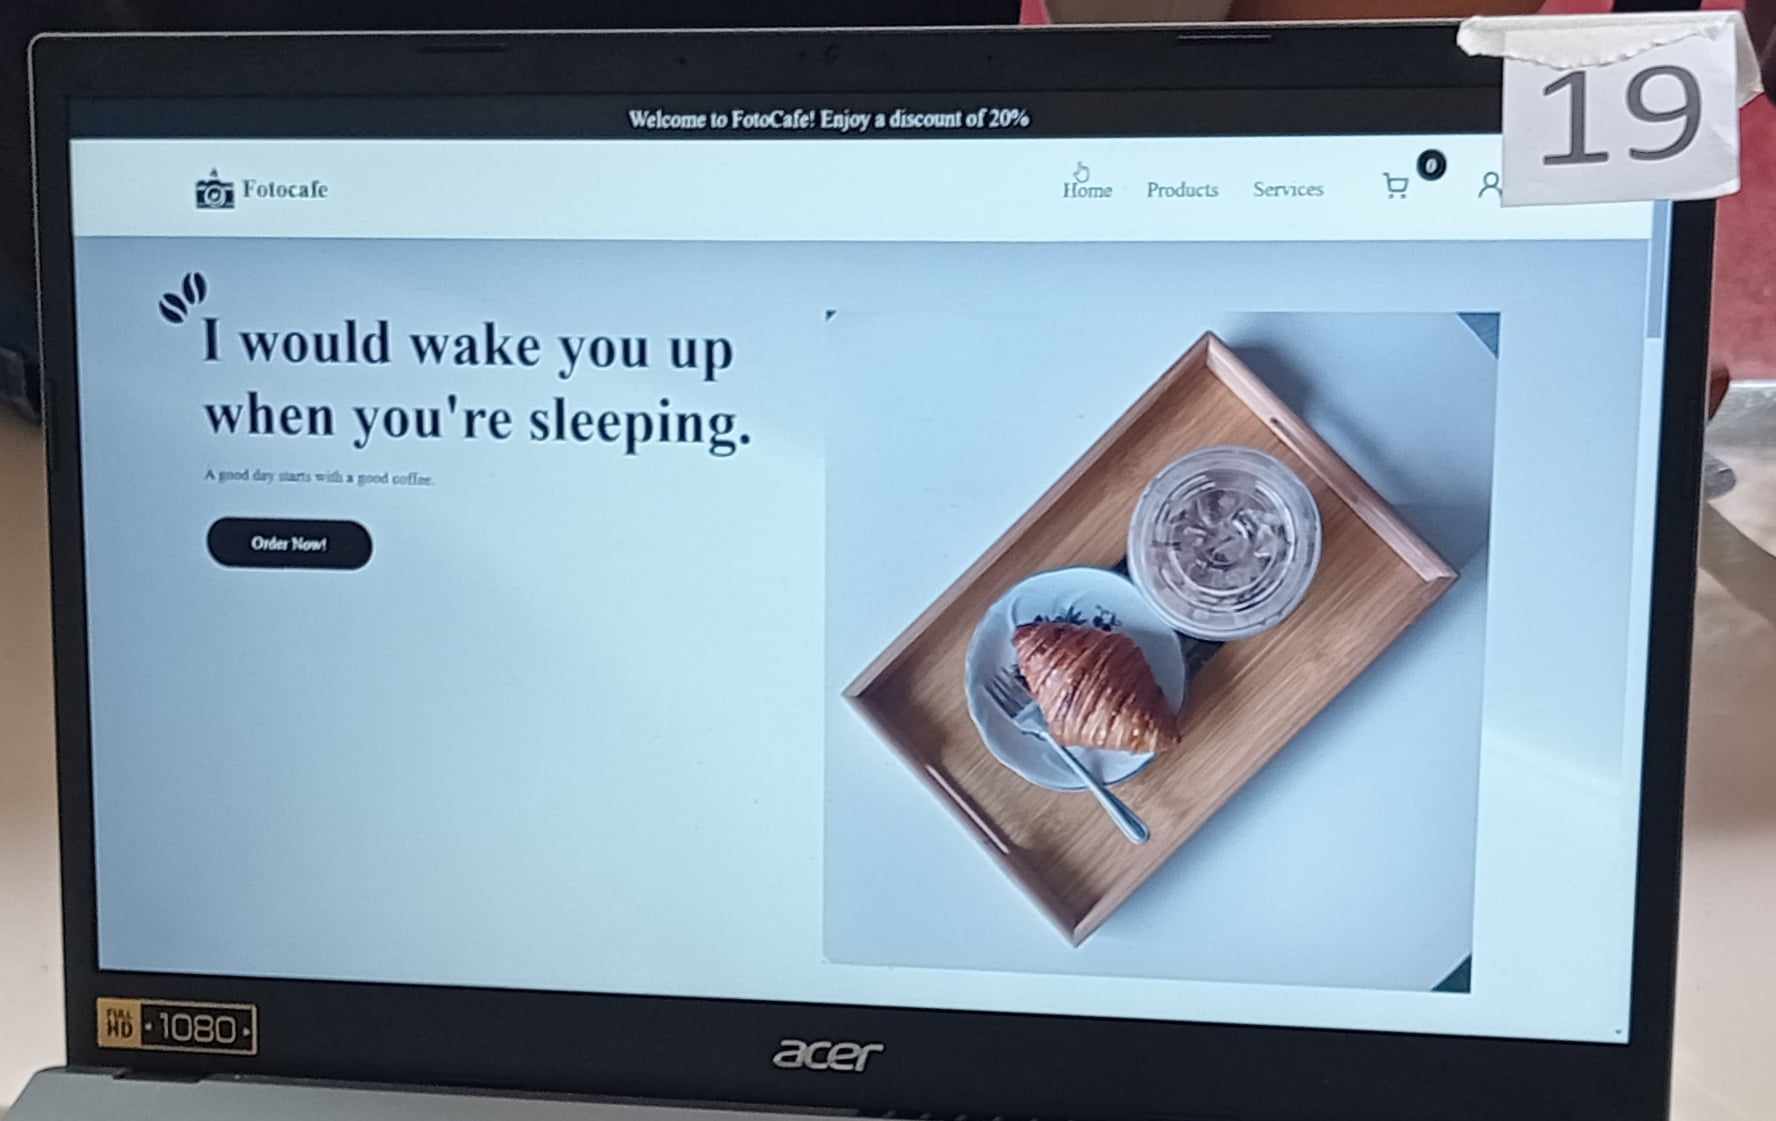 19
Welcome to FotoCafe! Enjoy a discount of 20%
Fotocafe
Home Products Services 0
I would wake you up
when you're sleeping.
A good day starts with a good coffee.
Order Now!
FULL HD 1080
acer